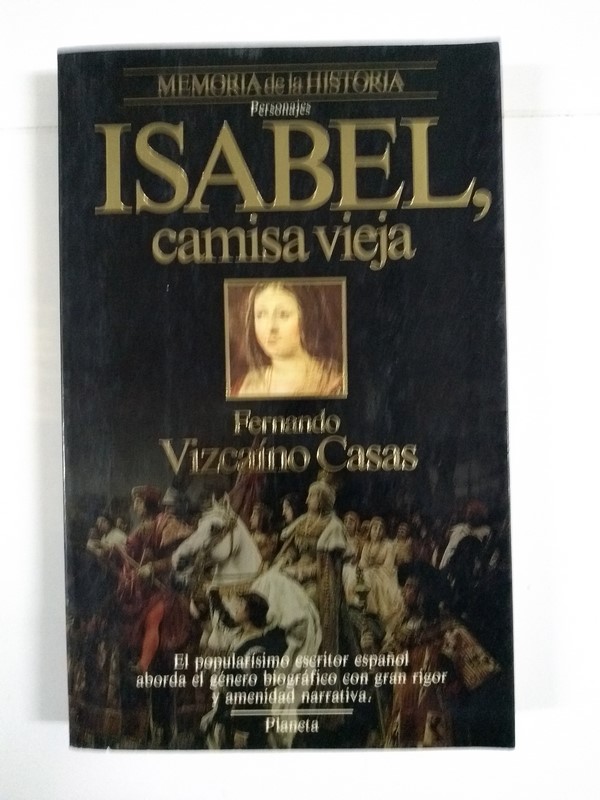 MEMORIA de la HISTORIA
Personajes
ISABEL,
camisa vieja
Fernando
Vizcaíno Casas
El popularísimo escritor español
aborda el género biográfico con gran rigor
y amenidad narrativa.
Planeta